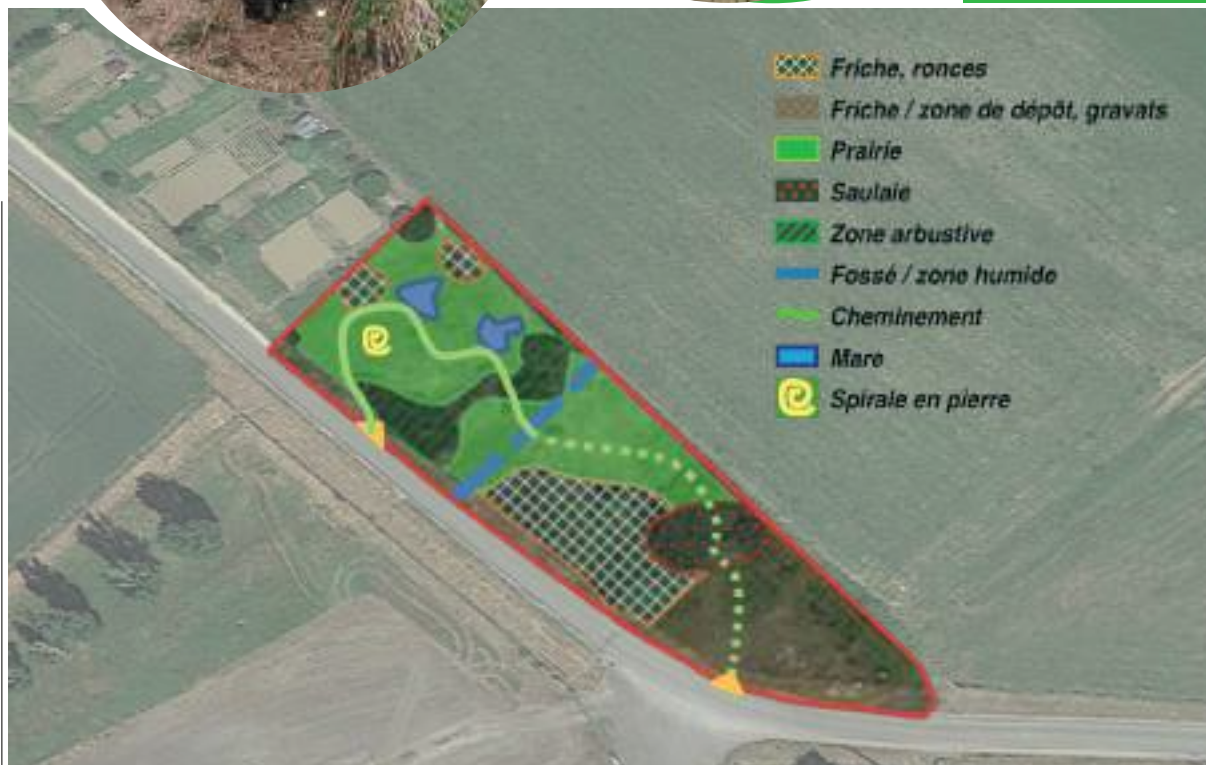 Friche, ronces
Friche / zone de dépôt, gravats
Prairie
Saulaie
Zone arbustive
Fossé / zone humide
Cheminement
Mare
Spirale en pierre